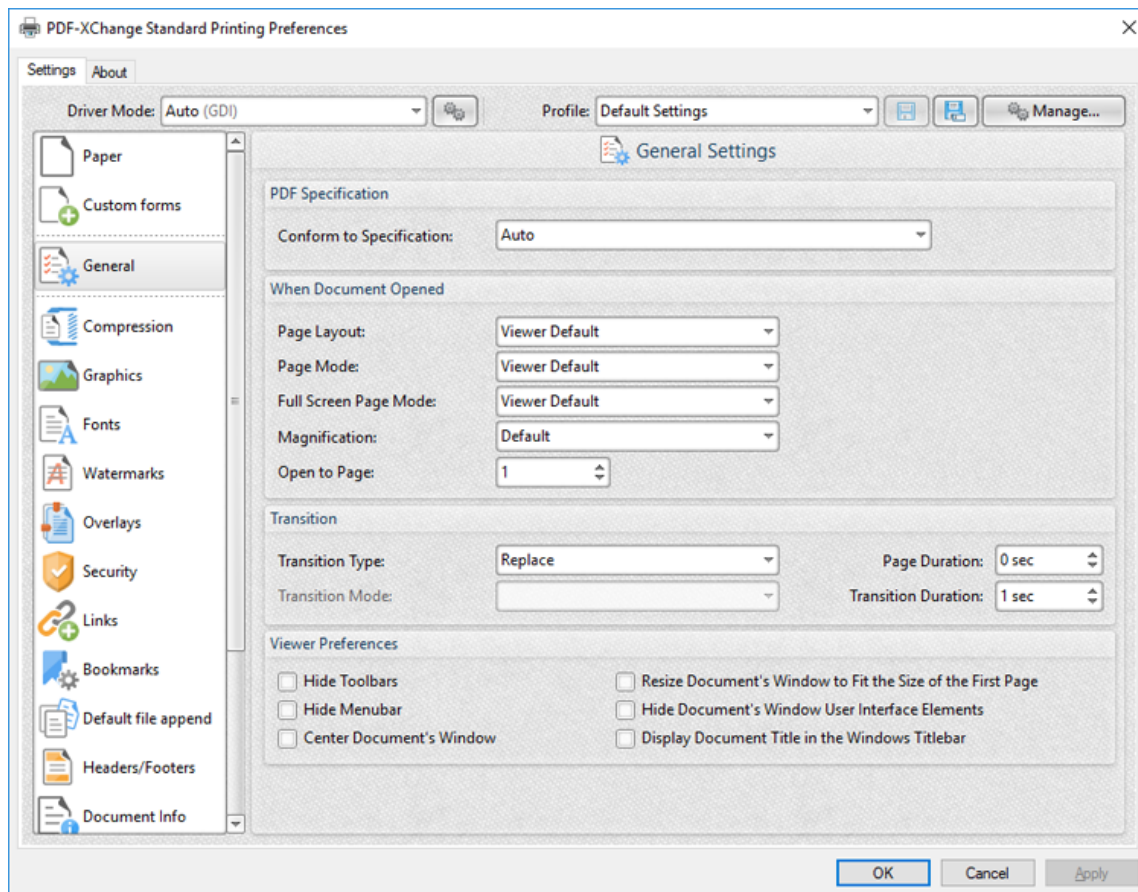 PDF-XChange Standard Printing Preferences
Settings About
Driver Mode: Auto (GDI) Profile: Default Settings Manage...
Paper
Custom forms
General
Compression
Graphics
Fonts
Watermarks
Overlays
Security
Links
Bookmarks
Default file append
Headers/Footers
Document Info
General Settings
PDF Specification
Conform to Specification: Auto
When Document Opened
Page Layout: Viewer Default
Page Mode: Viewer Default
Full Screen Page Mode: Viewer Default
Magnification: Default
Open to Page: 1
Transition
Transition Type: Replace Page Duration: 0 sec
Transition Mode: Transition Duration: 1 sec
Viewer Preferences
Hide Toolbars Resize Document's Window to Fit the Size of the First Page
Hide Menubar Hide Document's Window User Interface Elements
Center Document's Window Display Document Title in the Windows Titlebar
OK Cancel Apply